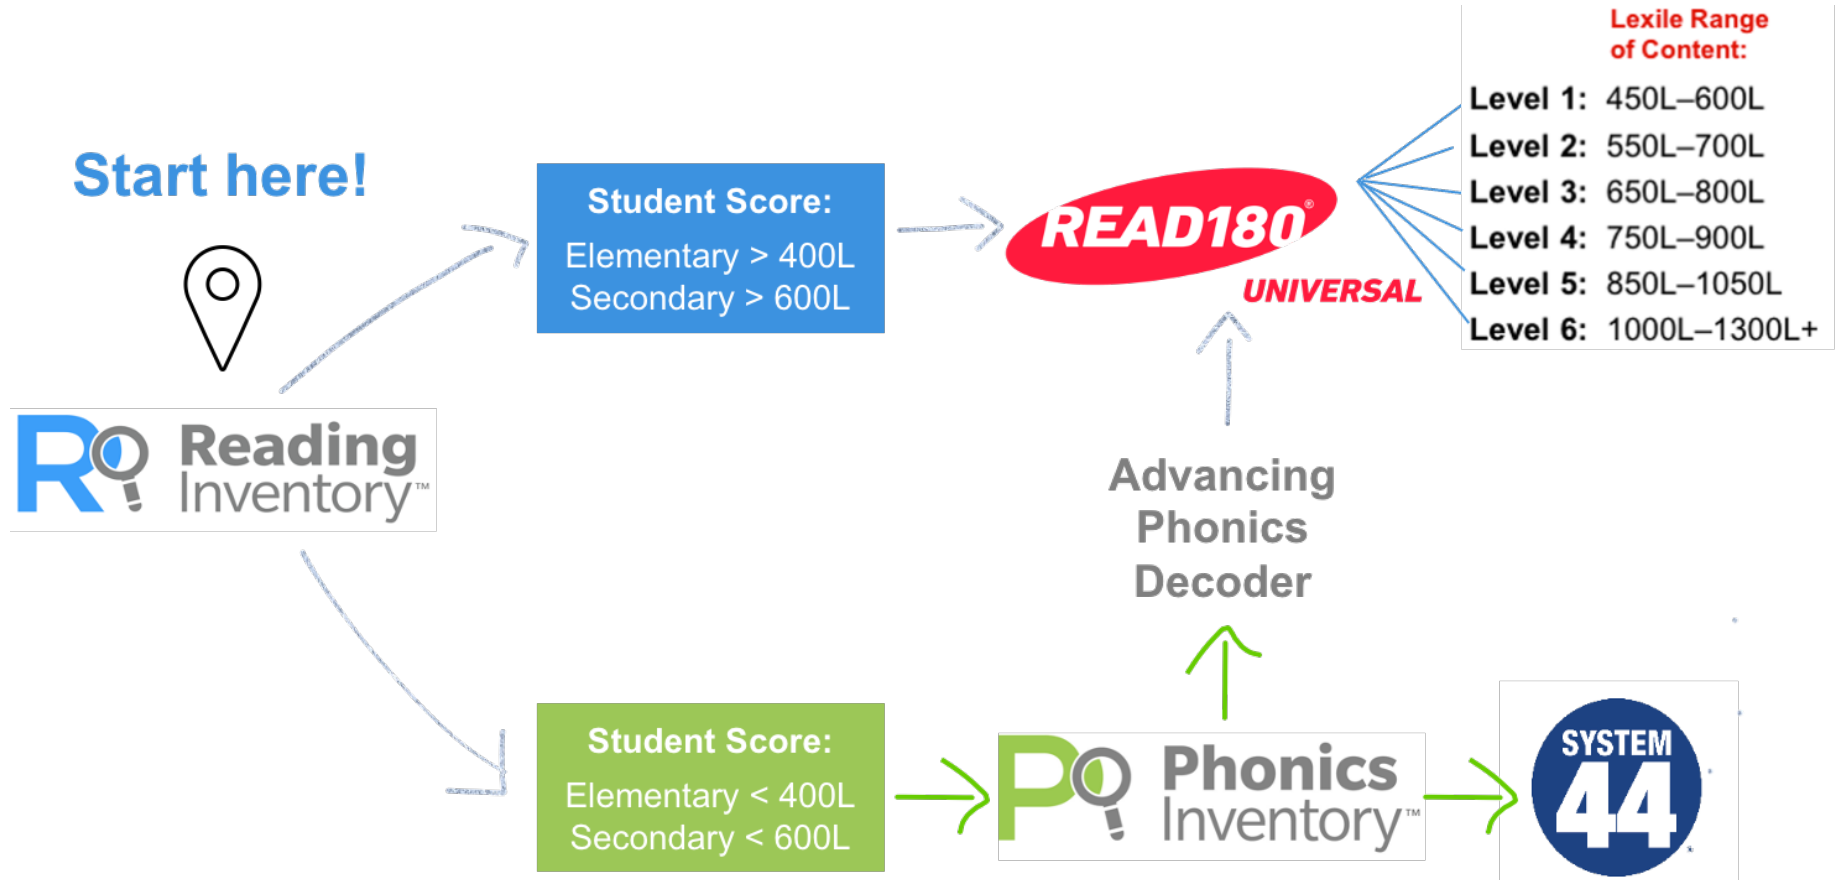 Start here!
Reading
Inventory™
Student Score:
Elementary > 400L
Secondary > 600L
READ180®
UNIVERSAL
Lexile Range
of Content:
Level 1: 450L–600L
Level 2: 550L–700L
Level 3: 650L–800L
Level 4: 750L–900L
Level 5: 850L–1050L
Level 6: 1000L–1300L+
Advancing
Phonics
Decoder
Student Score:
Elementary < 400L
Secondary < 600L
Phonics
Inventory™
SYSTEM
44